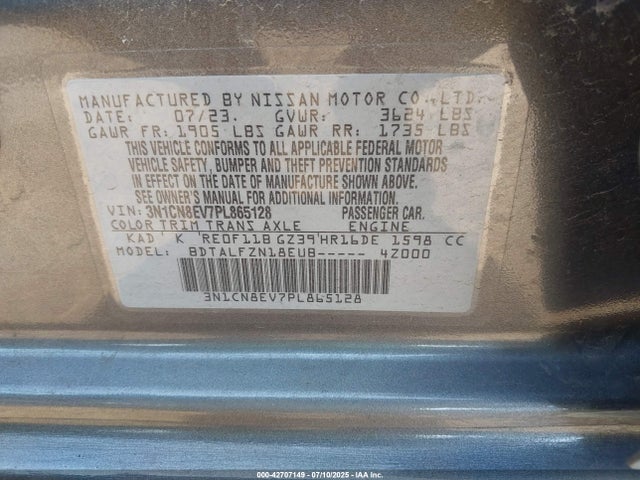 MANUFACTURED BY NISSAN MOTOR CO., LTD.
DATE: 07/23. GVWR: 3624 LBS
GAWR FR: 1905 LBS GAWR RR: 1735 LBS
THIS VEHICLE CONFORMS TO ALL APPLICABLE FEDERAL MOTOR
VEHICLE SAFETY, BUMPER AND THEFT PREVENTION STANDARDS
IN EFFECT ON THE DATE OF MANUFACTURE SHOWN ABOVE.
SEE OWNER'S MANUAL FOR ADDITIONAL INFORMATION.
VIN: 3N1CN8EV7PL865128 PASSENGER CAR.
COLOR TRIM TRANS AXLE ENGINE
KAD K RE0F11B GZ39 HR16DE 1598 CC
MODEL: BDTALFZN18EUB----- 4Z000
3N1CN8EV7PL865128
000-42707149 07/10/2025 IAA Inc.